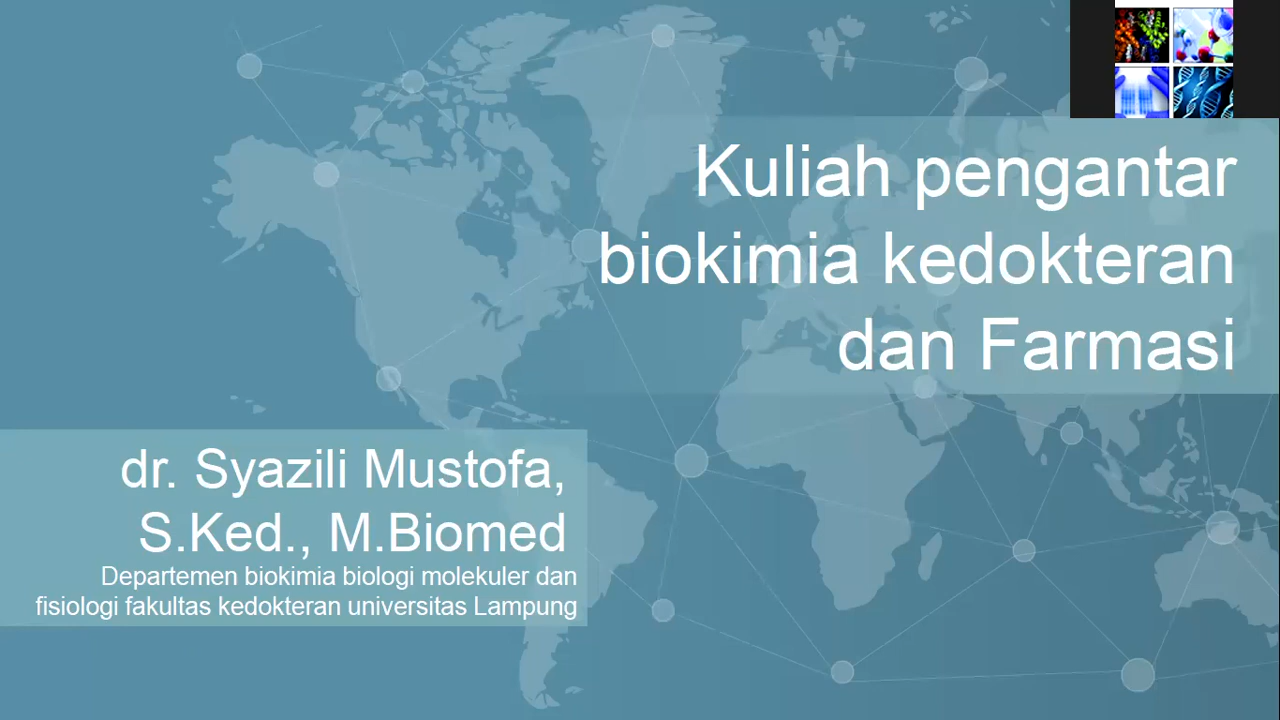 Kuliah pengantar
biokimia kedokteran
dan Farmasi
dr. Syazili Mustofa,
S.Ked., M.Biomed
Departemen biokimia biologi molekuler dan
fisiologi fakultas kedokteran universitas Lampung